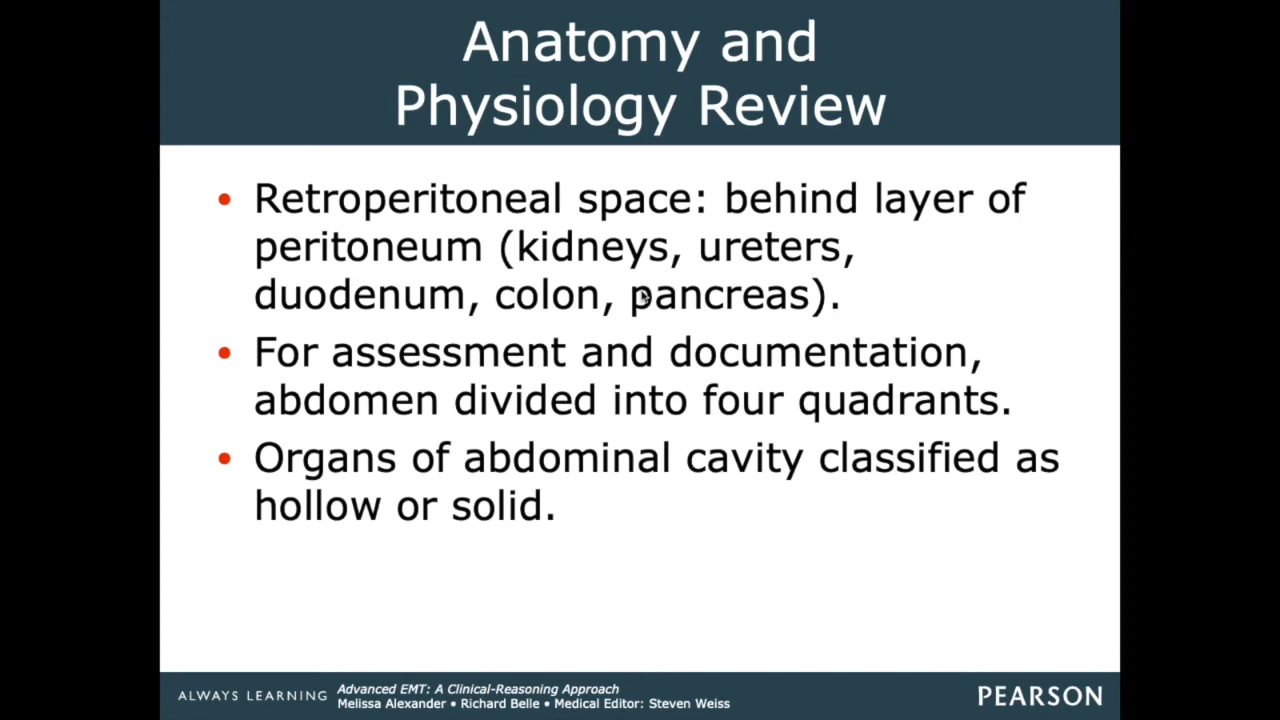 Anatomy and
Physiology Review
• Retroperitoneal space: behind layer of
peritoneum (kidneys, ureters,
duodenum, colon, pancreas).
• For assessment and documentation,
abdomen divided into four quadrants.
• Organs of abdominal cavity classified as
hollow or solid.
ALWAYS LEARNING
Advanced EMT: A Clinical-Reasoning Approach
Melissa Alexander • Richard Belle • Medical Editor: Steven Weiss
PEARSON